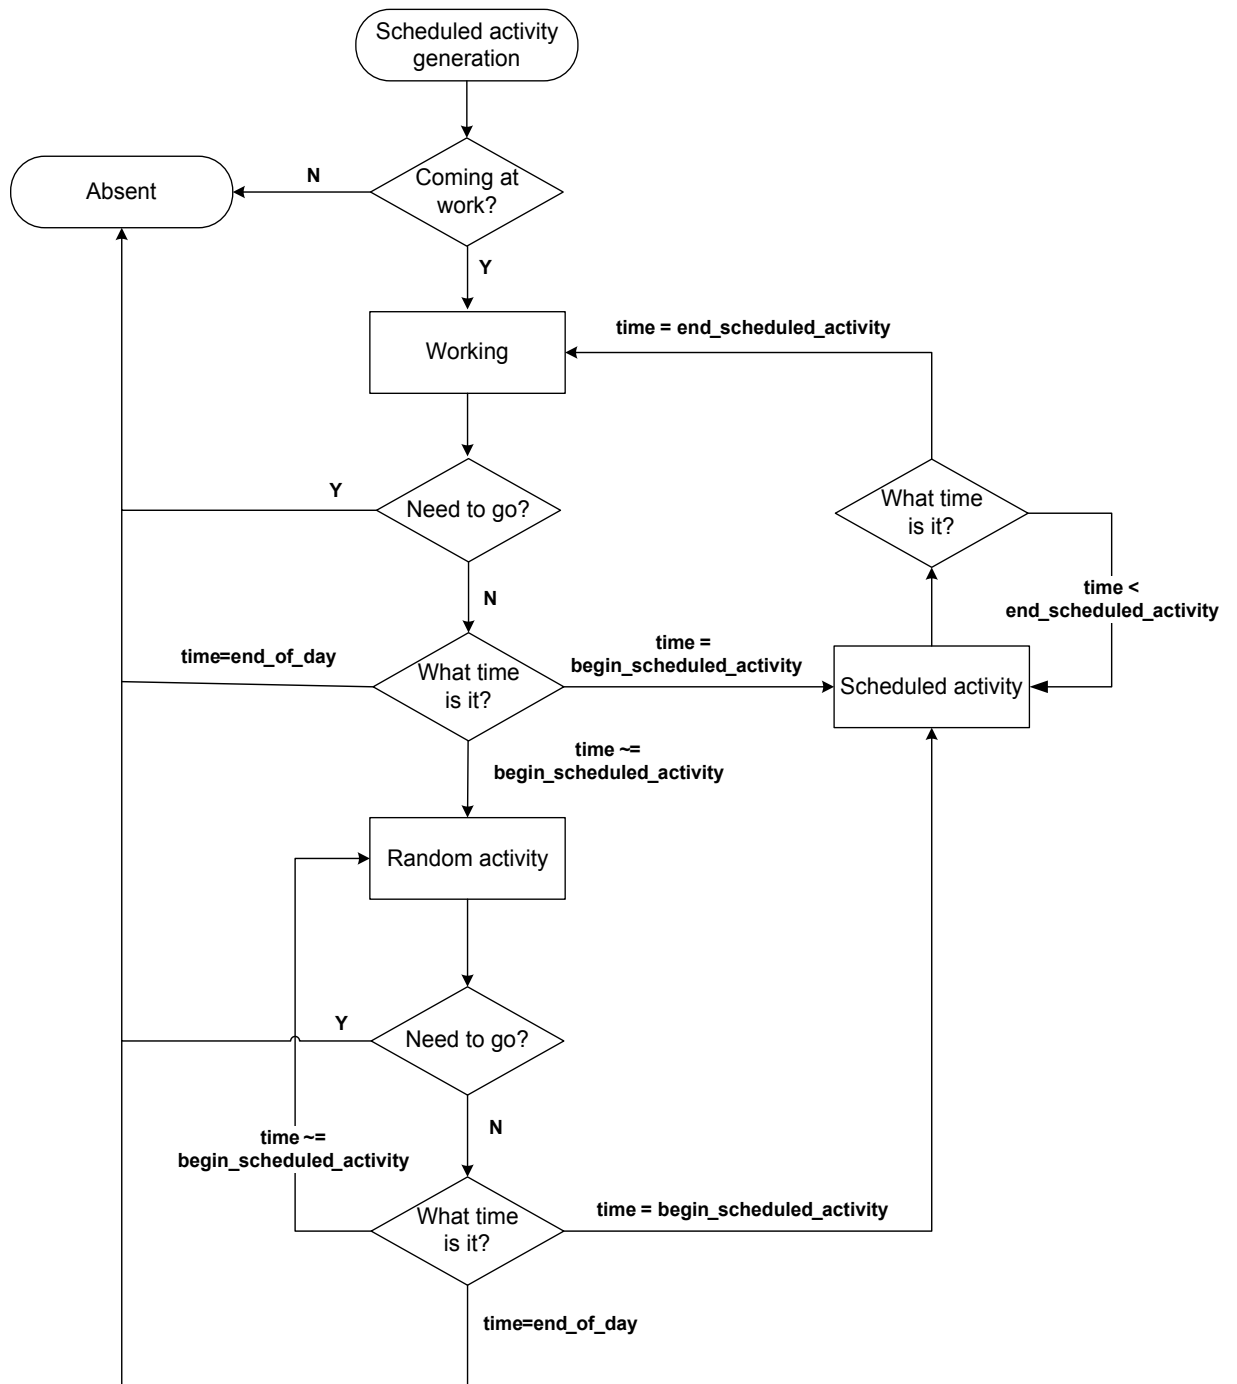 Scheduled activity
generation
Coming at
work?
N
Absent
Y
Working
time = end_scheduled_activity
Need to go?
Y
What time
is it?
N
time <
end_scheduled_activity
time=end_of_day
What time
is it?
time =
begin_scheduled_activity
Scheduled activity
time ~=
begin_scheduled_activity
Random activity
Need to go?
Y
N
time ~=
begin_scheduled_activity
What time
is it?
time = begin_scheduled_activity
time=end_of_day